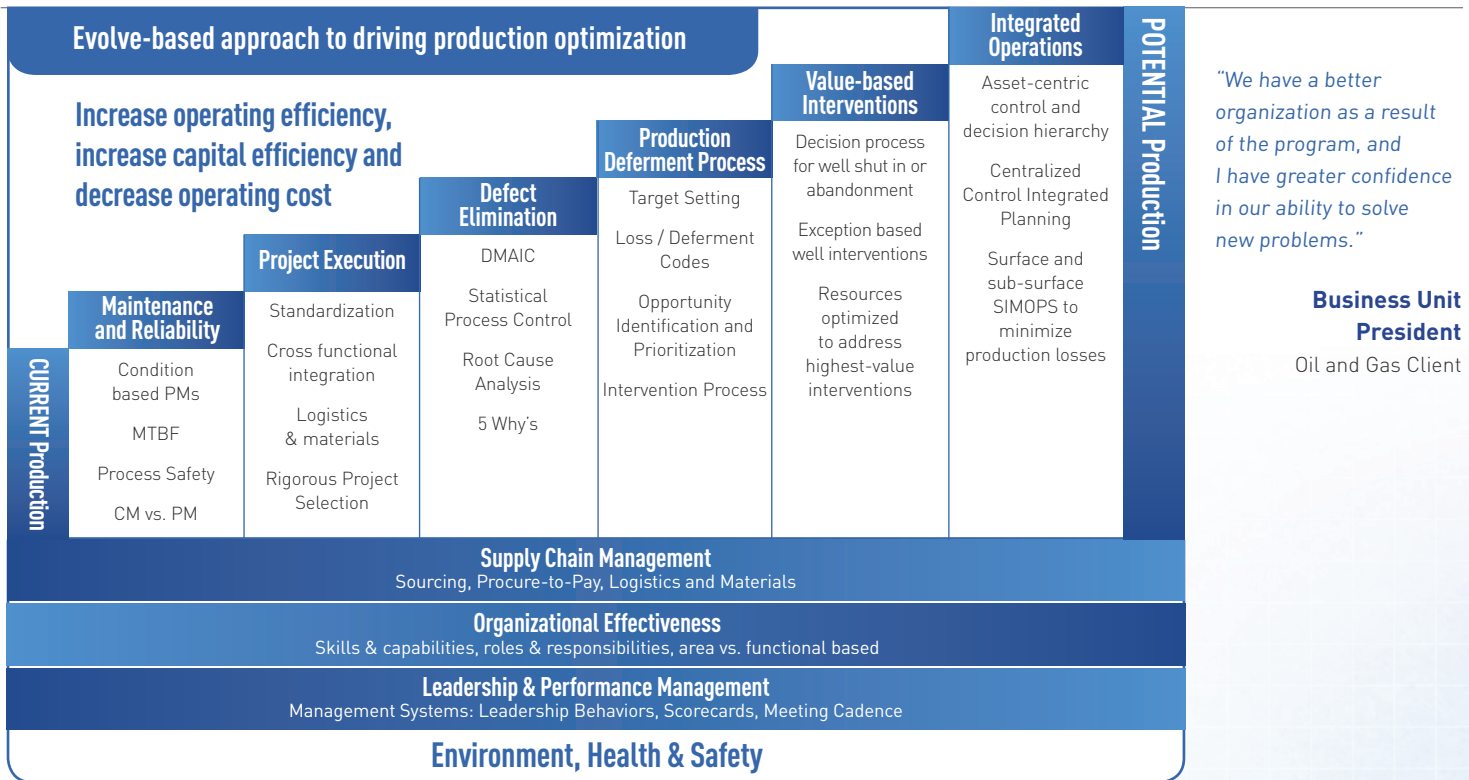 Evolve-based approach to driving production optimization
Increase operating efficiency,
increase capital efficiency and
decrease operating cost
CURRENT Production
Maintenance
and Reliability
Condition
based PMs
MTBF
Process Safety
CM vs. PM
Project Execution
Standardization
Cross functional
integration
Logistics
& materials
Rigorous Project
Selection
Defect
Elimination
DMAIC
Statistical
Process Control
Root Cause
Analysis
5 Why's
Production
Deferment Process
Target Setting
Loss / Deferment
Codes
Opportunity
Identification and
Prioritization
Intervention Process
Value-based
Interventions
Decision process
for well shut in or
abandonment
Exception based
well interventions
Resources
optimized
to address
highest-value
interventions
Integrated
Operations
Asset-centric
control and
decision hierarchy
Centralized
Control Integrated
Planning
Surface and
sub-surface
SIMOPS to
minimize
production losses
POTENTIAL Production
Supply Chain Management
Sourcing, Procure-to-Pay, Logistics and Materials
Organizational Effectiveness
Skills & capabilities, roles & responsibilities, area vs. functional based
Leadership & Performance Management
Management Systems: Leadership Behaviors, Scorecards, Meeting Cadence
Environment, Health & Safety
"We have a better
organization as a result
of the program, and
I have greater confidence
in our ability to solve
new problems."
Business Unit
President
Oil and Gas Client